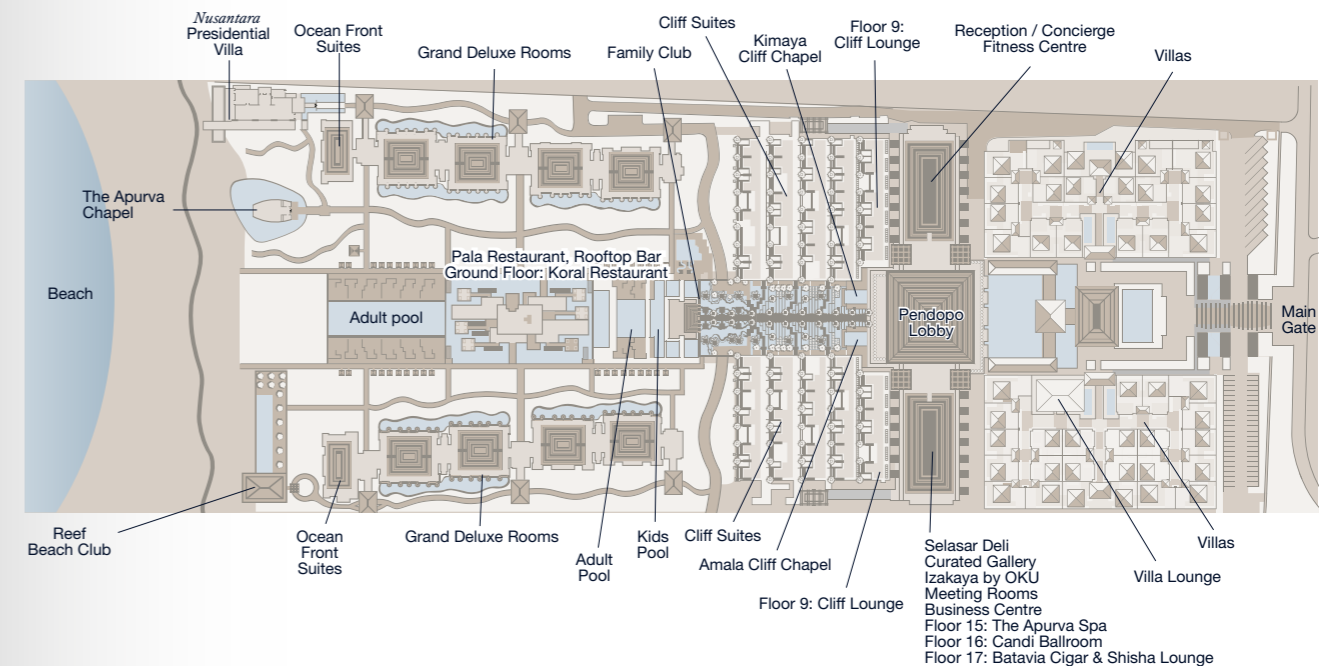 Nusantara
Presidential
Villa
Ocean Front
Suites
Grand Deluxe Rooms
Family Club
Cliff Suites
Kimaya
Cliff Chapel
Floor 9:
Cliff Lounge
Reception / Concierge
Fitness Centre
Villas
The Apurva
Chapel
Beach
Pala Restaurant, Rooftop Bar
Ground Floor: Koral Restaurant
Adult pool
Pendopo
Lobby
Main
Gate
Reef
Beach Club
Ocean
Front
Suites
Grand Deluxe Rooms
Adult
Pool
Kids
Pool
Cliff Suites
Amala Cliff Chapel
Floor 9: Cliff Lounge
Selasar Deli
Curated Gallery
Izakaya by OKU
Meeting Rooms
Business Centre
Floor 15: The Apurva Spa
Floor 16: Candi Ballroom
Floor 17: Batavia Cigar & Shisha Lounge
Villa Lounge
Villas